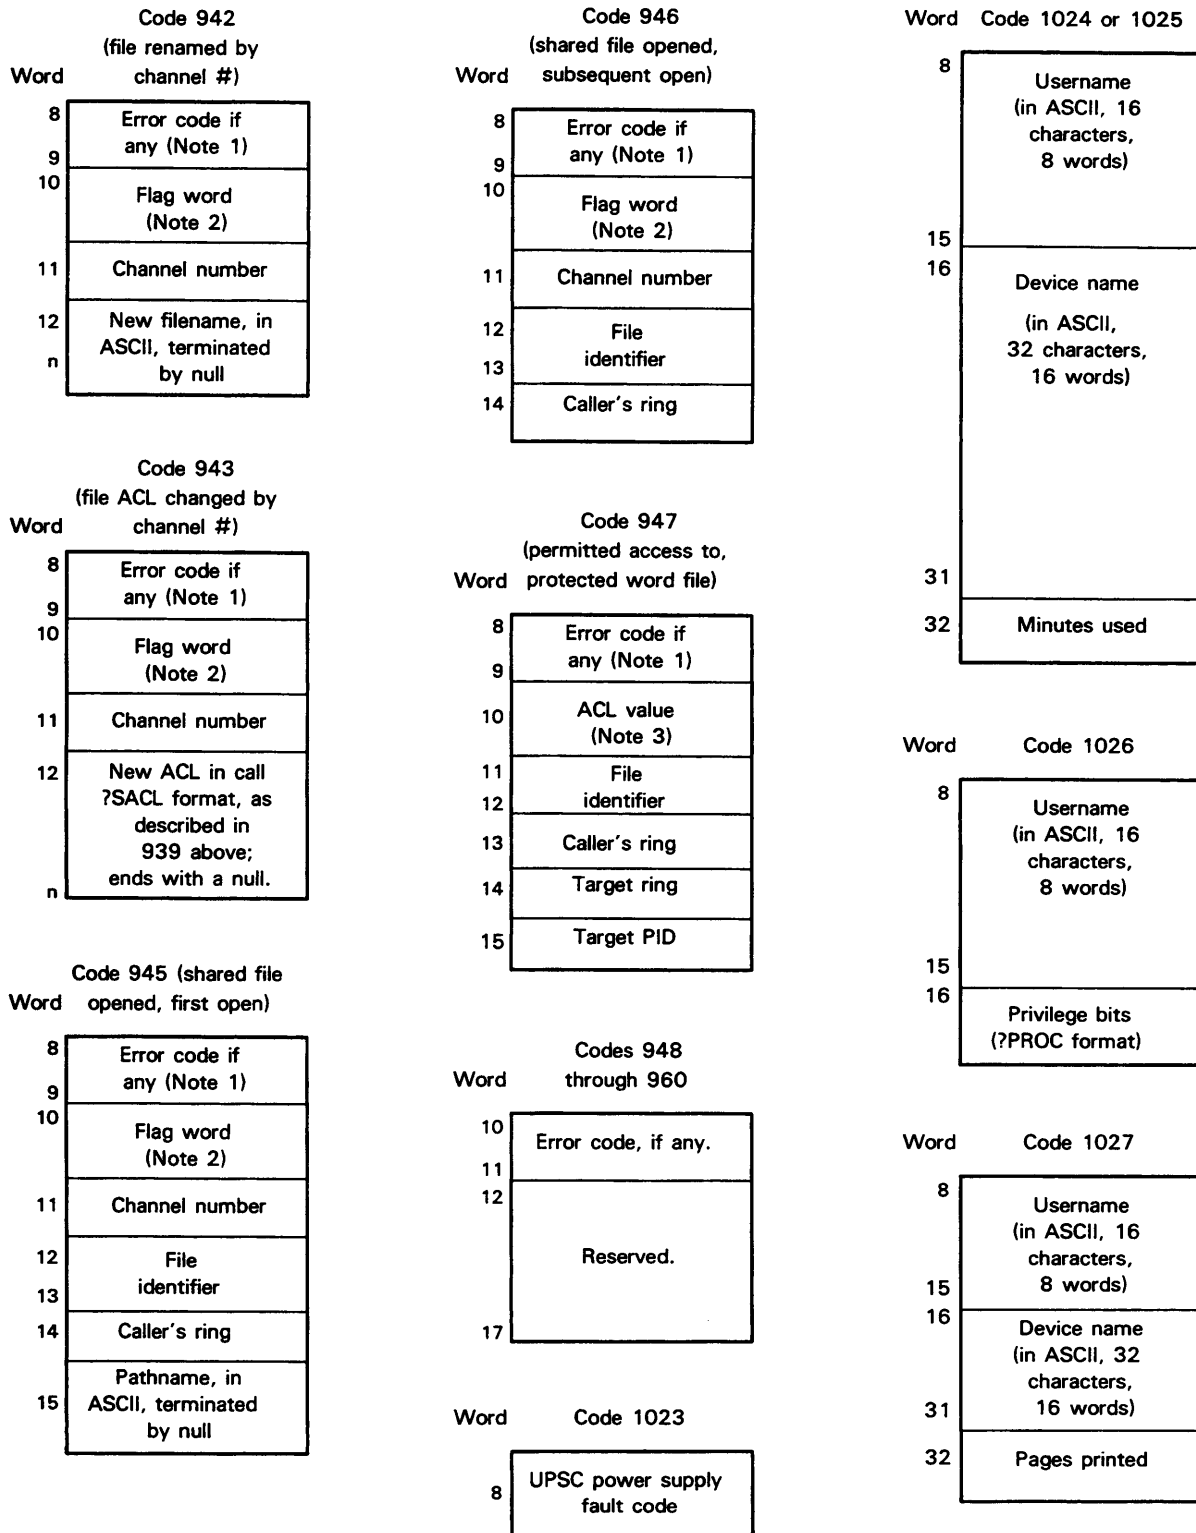 Code 942
(file renamed by
Word channel #)
8 Error code if
9 any (Note 1)
10 Flag word
(Note 2)
11 Channel number
12 New filename, in
ASCII, terminated
n by null
Code 943
(file ACL changed by
Word channel #)
8 Error code if
9 any (Note 1)
10 Flag word
(Note 2)
11 Channel number
12 New ACL in call
?SACL format, as
described in
939 above;
n ends with a null.
Code 945 (shared file
Word opened, first open)
8 Error code if
9 any (Note 1)
10 Flag word
(Note 2)
11 Channel number
12 File
13 identifier
14 Caller's ring
Pathname, in
15 ASCII, terminated
by null
Code 946
(shared file opened,
Word subsequent open)
8 Error code if
9 any (Note 1)
10 Flag word
(Note 2)
11 Channel number
12 File
13 identifier
14 Caller's ring
Code 947
(permitted access to,
Word protected word file)
8 Error code if
9 any (Note 1)
10 ACL value
(Note 3)
11 File
12 identifier
13 Caller's ring
14 Target ring
15 Target PID
Codes 948
Word through 960
10 Error code, if any.
11
12
Reserved.
17
Word Code 1023
8 UPSC power supply
fault code
Word Code 1024 or 1025
8 Username
(in ASCII, 16
characters,
8 words)
15
16 Device name
(in ASCII,
32 characters,
16 words)
31
32 Minutes used
Word Code 1026
8 Username
(in ASCII, 16
characters,
8 words)
15
16 Privilege bits
(?PROC format)
Word Code 1027
8 Username
(in ASCII, 16
characters,
15 8 words)
16 Device name
(in ASCII, 32
characters,
31 16 words)
32 Pages printed